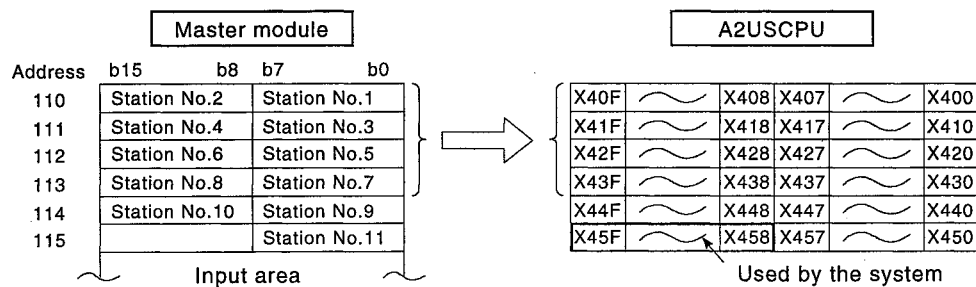 Master module A2USCPU
Address b15 b8 b7 b0
110 Station No.2 Station No.1 X40F X408 X407 X400
111 Station No.4 Station No.3 X41F X418 X417 X410
112 Station No.6 Station No.5 X42F X428 X427 X420
113 Station No.8 Station No.7 X43F X438 X437 X430
114 Station No.10 Station No.9 X44F X448 X447 X440
115 Station No.11 X45F X458 X457 X450
Input area Used by the system